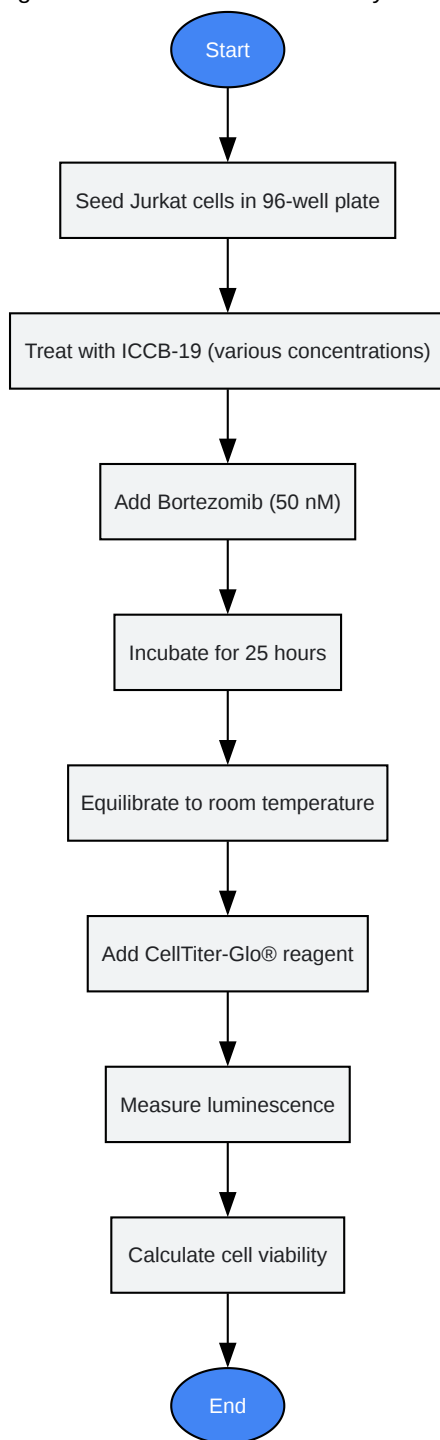 Start
Seed Jurkat cells in 96-well plate
Treat with ICCB-19 (various concentrations)
Add Bortezomib (50 nM)
Incubate for 25 hours
Equilibrate to room temperature
Add CellTiter-Glo® reagent
Measure luminescence
Calculate cell viability
End